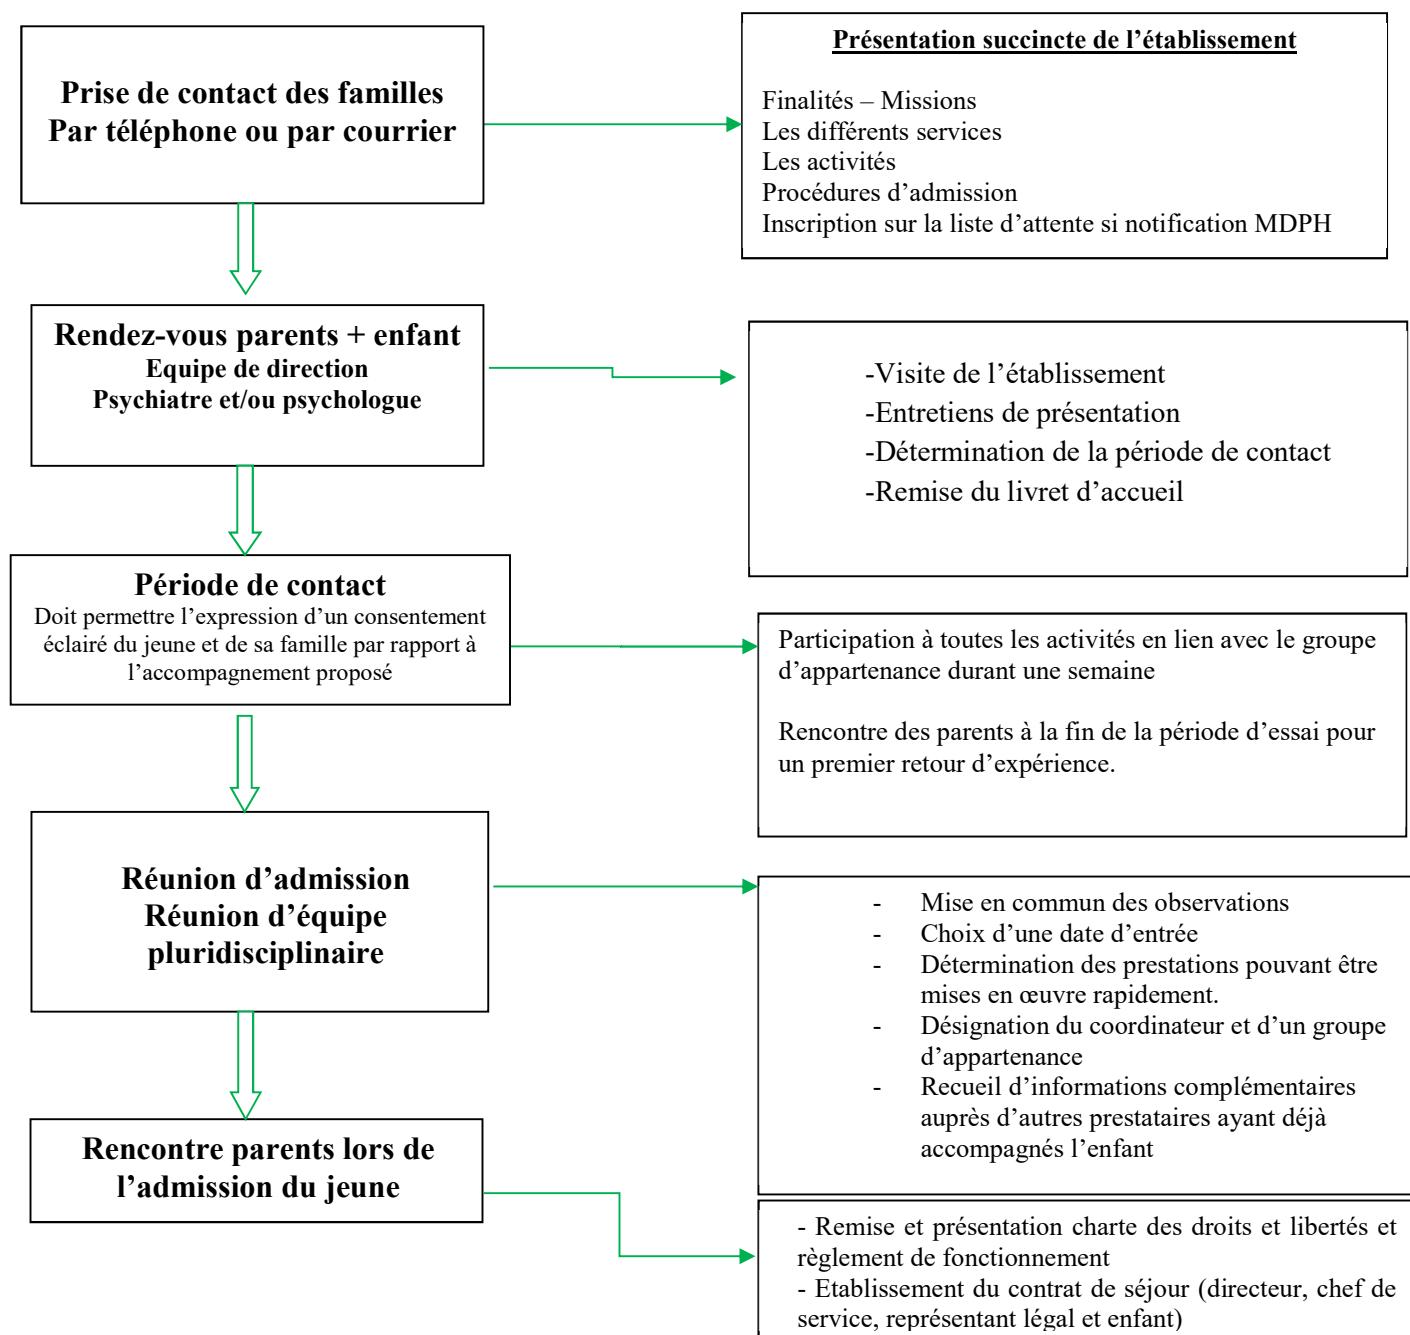 Prise de contact des familles
Par téléphone ou par courrier
Présentation succincte de l’établissement
Finalités – Missions
Les différents services
Les activités
Procédures d’admission
Inscription sur la liste d’attente si notification MDPH
Rendez-vous parents + enfant
Equipe de direction
Psychiatre et/ou psychologue
-Visite de l’établissement
-Entretiens de présentation
-Détermination de la période de contact
-Remise du livret d’accueil
Période de contact
Doit permettre l’expression d’un consentement
éclairé du jeune et de sa famille par rapport à
l’accompagnement proposé
Participation à toutes les activités en lien avec le groupe
d’appartenance durant une semaine
Rencontre des parents à la fin de la période d’essai pour
un premier retour d’expérience.
Réunion d’admission
Réunion d’équipe
pluridisciplinaire
- Mise en commun des observations
- Choix d’une date d’entrée
- Détermination des prestations pouvant être
mises en œuvre rapidement.
- Désignation du coordinateur et d’un groupe
d’appartenance
- Recueil d’informations complémentaires
auprès d’autres prestataires ayant déjà
accompagnés l’enfant
Rencontre parents lors de
l’admission du jeune
- Remise et présentation charte des droits et libertés et
règlement de fonctionnement
- Etablissement du contrat de séjour (directeur, chef de
service, représentant légal et enfant)